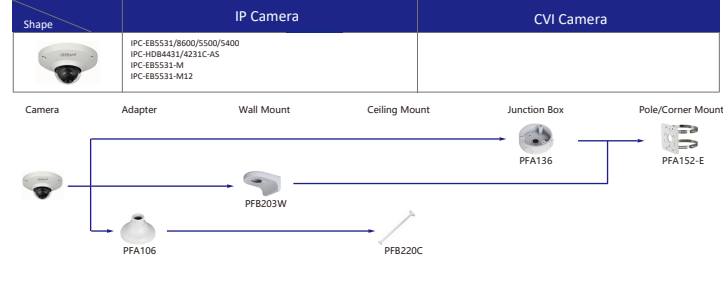 Shape
IP Camera
CVI Camera
IPC-EB5531/8600/5500/5400
IPC-HDB4431/4231C-AS
IPC-EB5531-M
IPC-EB5531-M12
Camera
Adapter
Wall Mount
Ceiling Mount
Junction Box
Pole/Corner Mount
PFA136
PFA152-E
PFB203W
PFA106
PFB220C